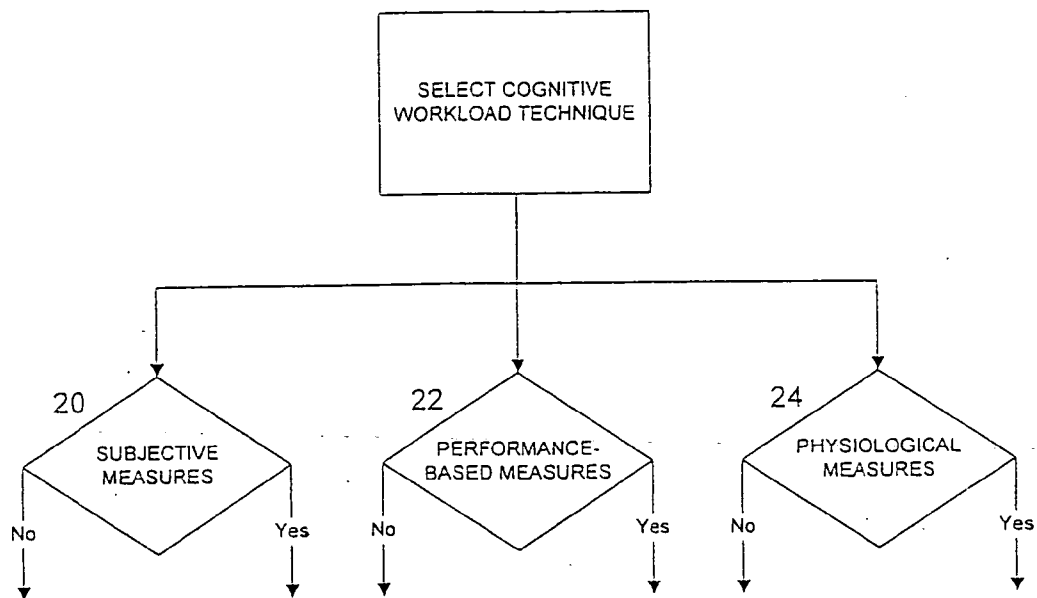 SELECT COGNITIVE
WORKLOAD TECHNIQUE
20
SUBJECTIVE
MEASURES
No
Yes
22
PERFORMANCE-
BASED MEASURES
No
Yes
24
PHYSIOLOGICAL
MEASURES
No
Yes